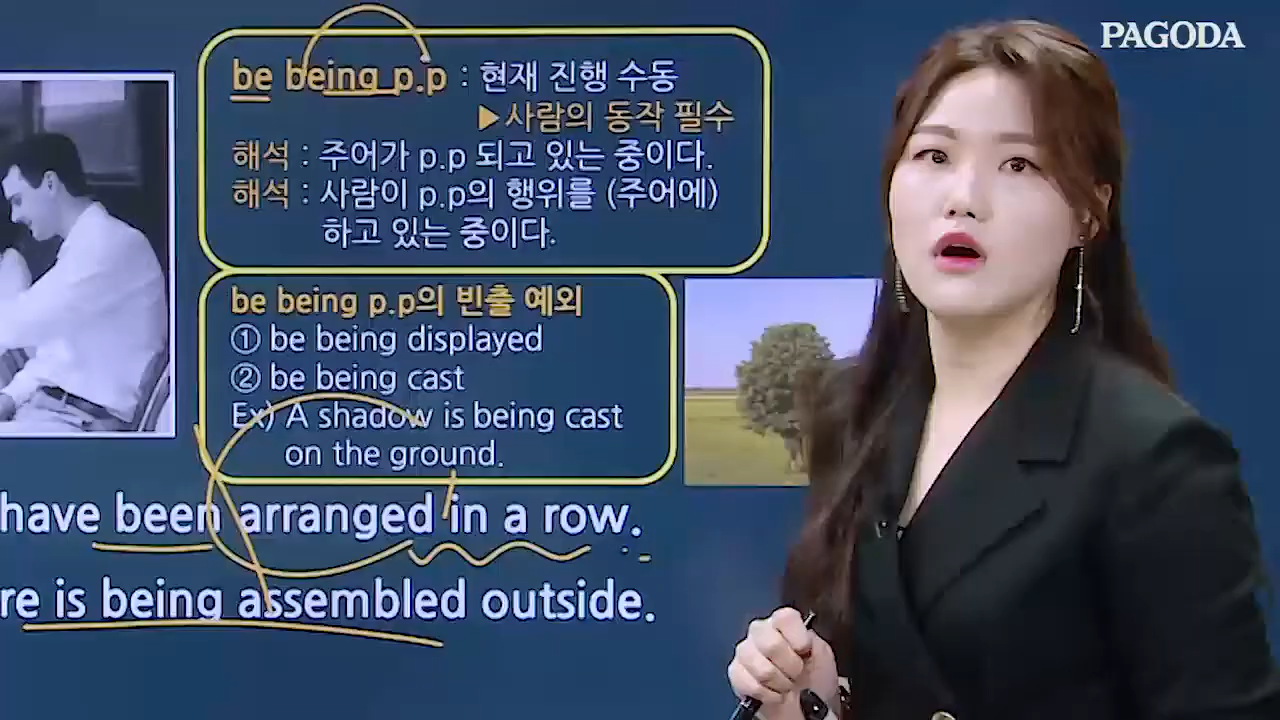 PAGODA
be being p.p : 현재 진행 수동
▶사람의 동작 필수
해석 : 주어가 p.p 되고 있는 중이다.
해석 : 사람이 p.p의 행위를 (주어에)
하고 있는 중이다.
be being p.p의 빈출 예외
① be being displayed
② be being cast
Ex) A shadow is being cast
on the ground.
have been arranged in a row.
re is being assembled outside.